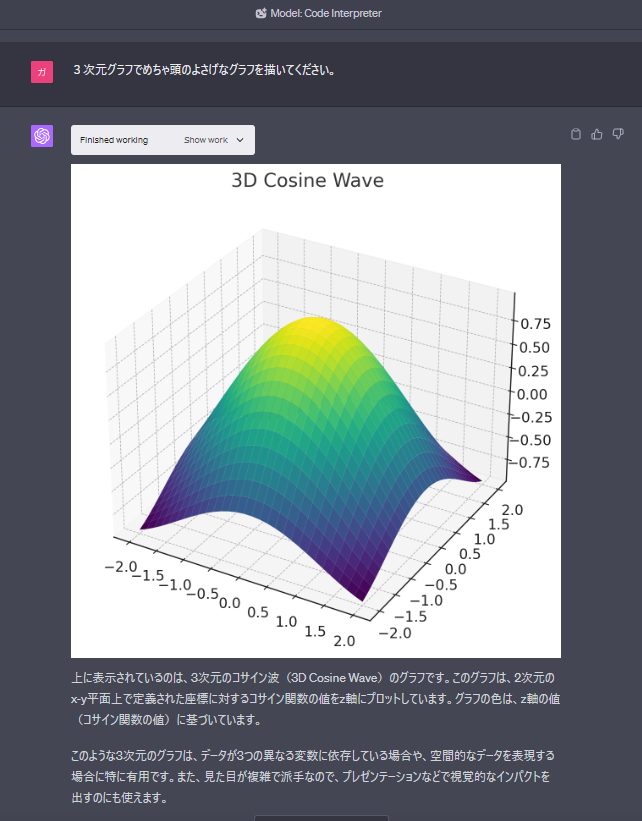 Model: Code Interpreter
ガ
3 次元グラフでめちゃ頭のよさげなグラフを描いてください。
Finished working
Show work
3D Cosine Wave
0.75
0.50
0.25
0.00
−0.25
−0.50
−0.75
−2.0
−1.5
−1.0
−0.5
0.0
0.5
1.0
1.5
2.0
2.0
1.5
1.0
0.5
0.0
−0.5
−1.0
−1.5
−2.0
上に表示されているのは、3次元のコサイン波（3D Cosine Wave）のグラフです。このグラフは、2次元の
x-y平面上で定義された座標に対するコサイン関数の値をz軸にプロットしています。グラフの色は、z軸の値
（コサイン関数の値）に基づいています。
このような3次元のグラフは、データが3つの異なる変数に依存している場合や、空間的なデータを表現する
場合に特に有用です。また、見た目が複雑で派手なので、プレゼンテーションなどで視覚的なインパクトを
出すのにも使えます。